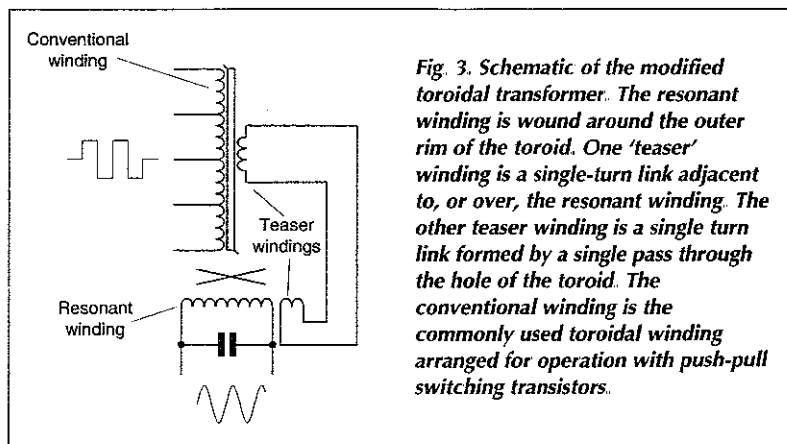 Conventional
winding
Teaser
windings
Resonant
winding
Fig. 3. Schematic of the modified
toroidal transformer. The resonant
winding is wound around the outer
rim of the toroid. One 'teaser'
winding is a single-turn link adjacent
to, or over, the resonant winding. The
other teaser winding is a single turn
link formed by a single pass through
the hole of the toroid. The
conventional winding is the
commonly used toroidal winding
arranged for operation with push-pull
switching transistors.